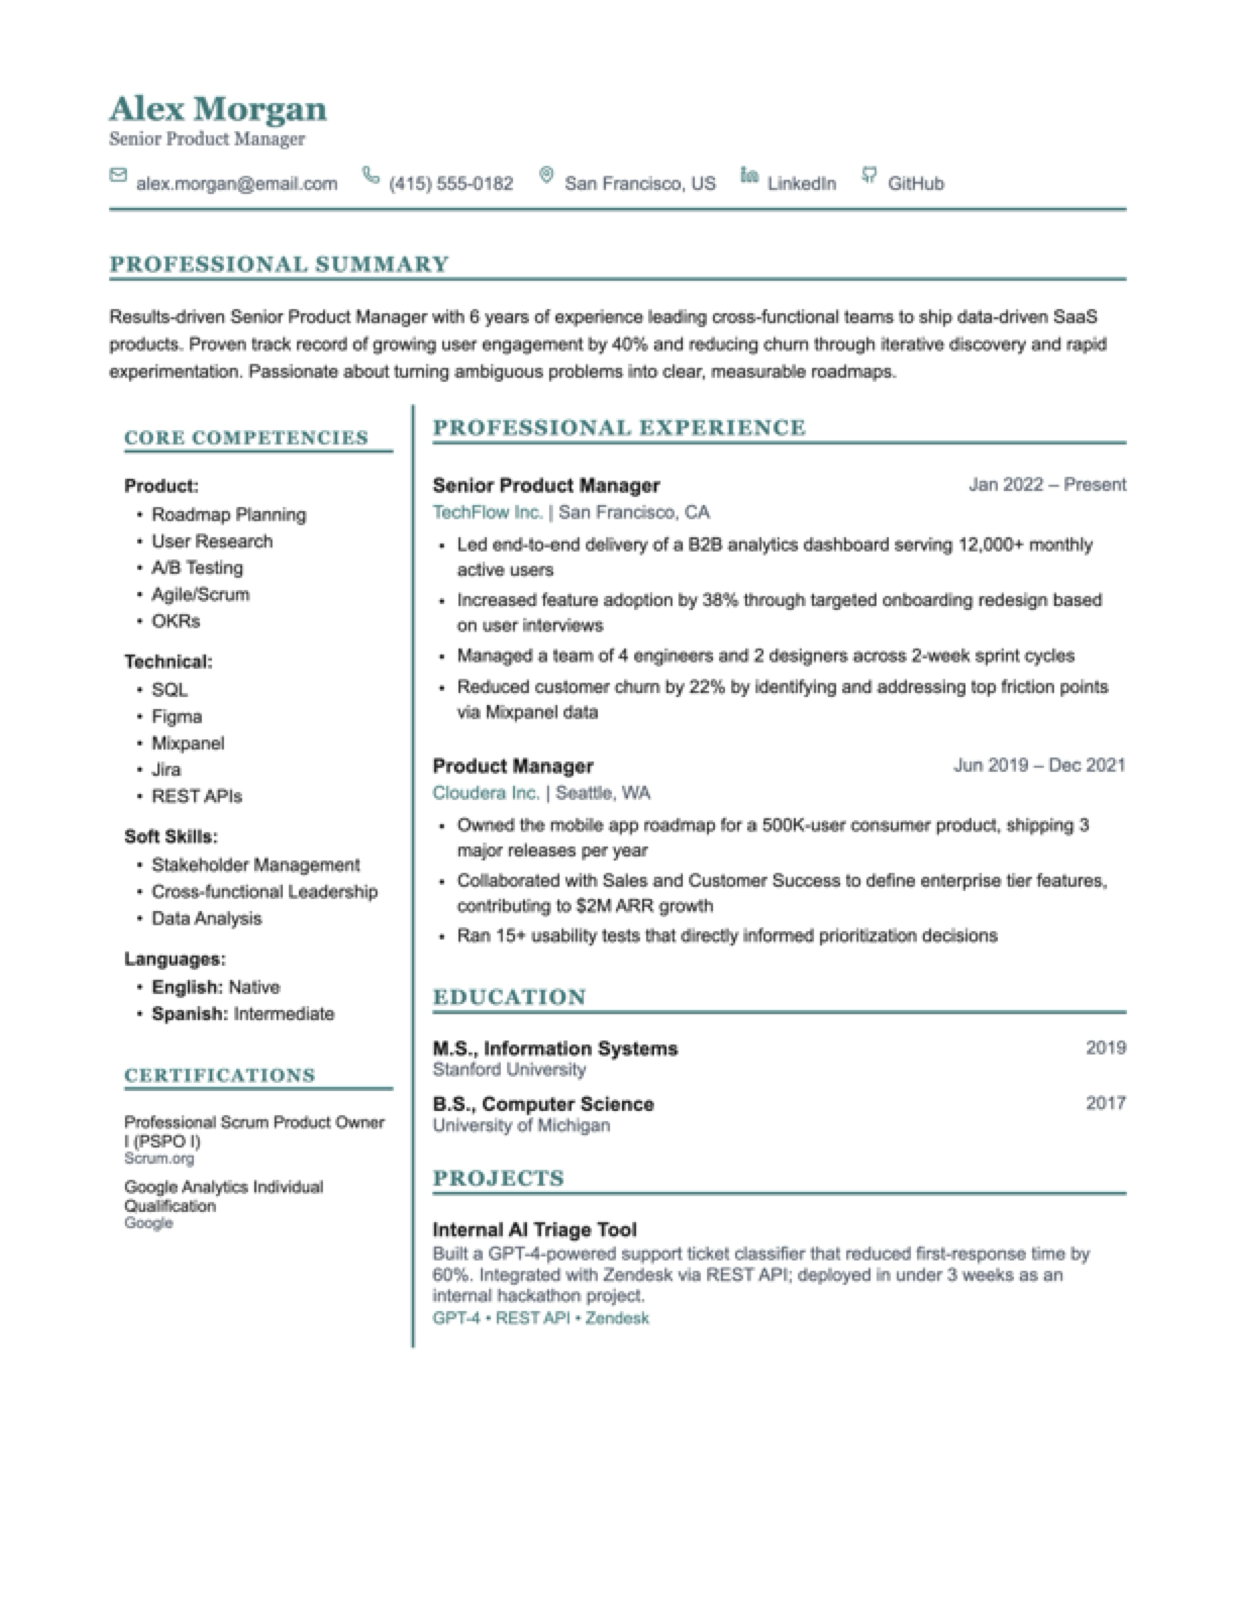 Alex Morgan
Senior Product Manager
alex.morgan@email.com (415) 555-0182 San Francisco, US LinkedIn GitHub
PROFESSIONAL SUMMARY
Results-driven Senior Product Manager with 6 years of experience leading cross-functional teams to ship data-driven SaaS
products. Proven track record of growing user engagement by 40% and reducing churn through iterative discovery and rapid
experimentation. Passionate about turning ambiguous problems into clear, measurable roadmaps.
CORE COMPETENCIES
Product:
• Roadmap Planning
• User Research
• A/B Testing
• Agile/Scrum
• OKRs
Technical:
• SQL
• Figma
• Mixpanel
• Jira
• REST APIs
Soft Skills:
• Stakeholder Management
• Cross-functional Leadership
• Data Analysis
Languages:
• English: Native
• Spanish: Intermediate
CERTIFICATIONS
Professional Scrum Product Owner
I (PSPO I)
Scrum.org
Google Analytics Individual
Qualification
Google
PROFESSIONAL EXPERIENCE
Senior Product Manager Jan 2022 – Present
TechFlow Inc. | San Francisco, CA
• Led end-to-end delivery of a B2B analytics dashboard serving 12,000+ monthly
active users
• Increased feature adoption by 38% through targeted onboarding redesign based
on user interviews
• Managed a team of 4 engineers and 2 designers across 2-week sprint cycles
• Reduced customer churn by 22% by identifying and addressing top friction points
via Mixpanel data
Product Manager Jun 2019 – Dec 2021
Cloudera Inc. | Seattle, WA
• Owned the mobile app roadmap for a 500K-user consumer product, shipping 3
major releases per year
• Collaborated with Sales and Customer Success to define enterprise tier features,
contributing to $2M ARR growth
• Ran 15+ usability tests that directly informed prioritization decisions
EDUCATION
M.S., Information Systems 2019
Stanford University
B.S., Computer Science 2017
University of Michigan
PROJECTS
Internal AI Triage Tool
Built a GPT-4-powered support ticket classifier that reduced first-response time by
60%. Integrated with Zendesk via REST API; deployed in under 3 weeks as an
internal hackathon project.
GPT-4 • REST API • Zendesk